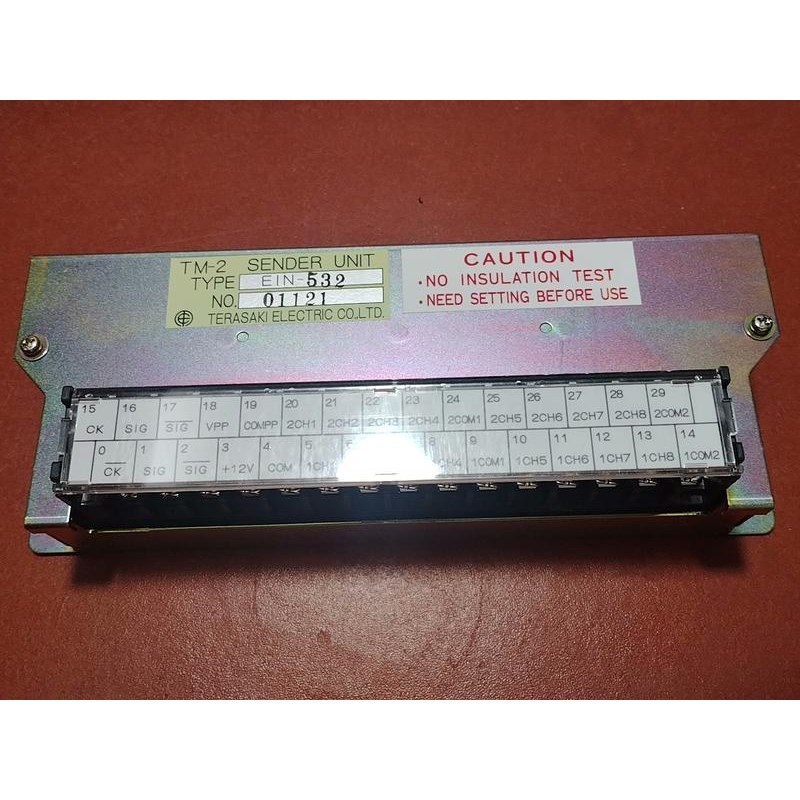 TM-2 SENDER UNIT
TYPE EIN-532
NO. 01121
TERASAKI ELECTRIC CO.,LTD.
CAUTION
・NO INSULATION TEST
・NEED SETTING BEFORE USE
15 16 17 18 19 20 21 22 23 24 25 26 27 28 29
CK SIG SIG VPP COMPP 2CH1 2CH2 2CH3 2CH4 2COM1 2CH5 2CH6 2CH7 2CH8 2COM2
0 1 2 3 4 5 8 9 10 11 12 13 14
CK SIG SIG +12V COM 1CH1 1COM1 1CH5 1CH6 1CH7 1CH8 1COM2